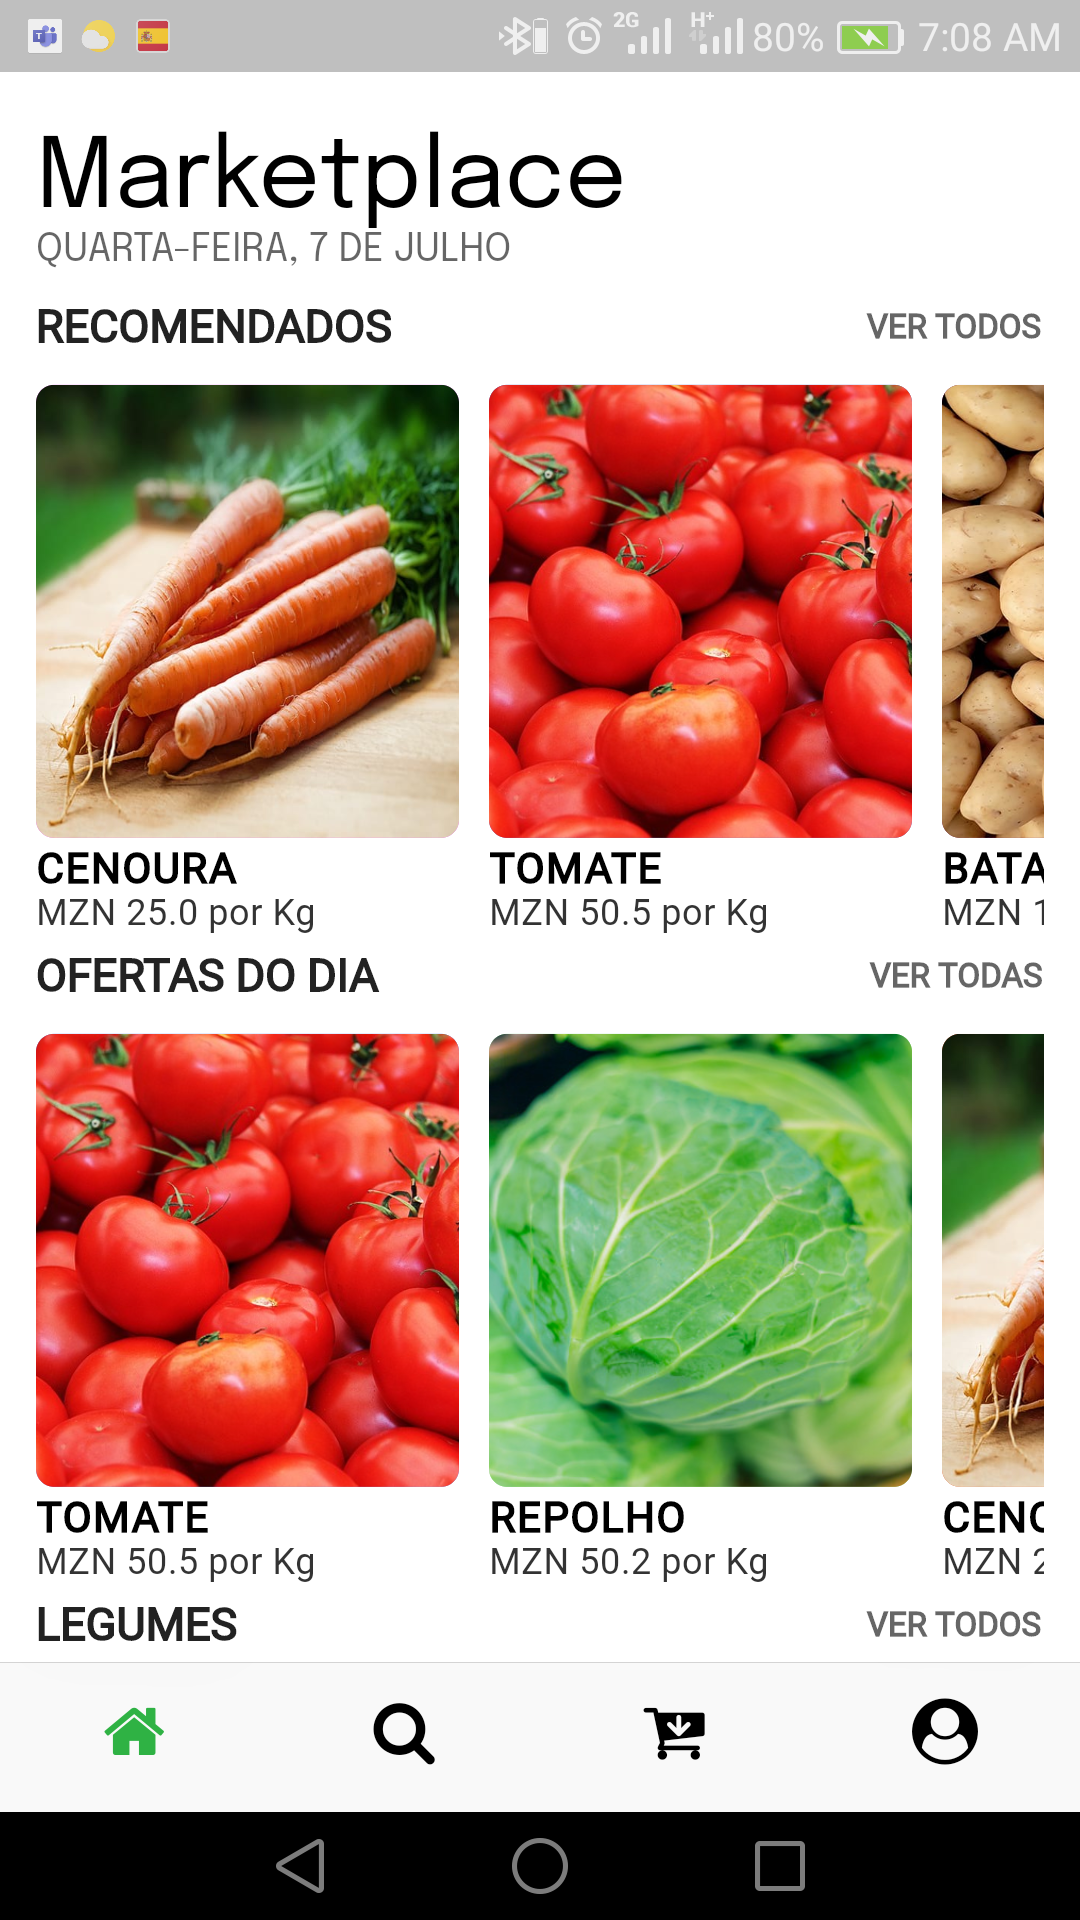 2G H+ 80% 7:08 AM
Marketplace
QUARTA-FEIRA, 7 DE JULHO
RECOMENDADOS VER TODOS
CENOURA TOMATE BATA
MZN 25.0 por Kg MZN 50.5 por Kg MZN 1
OFERTAS DO DIA VER TODAS
TOMATE REPOLHO CENO
MZN 50.5 por Kg MZN 50.2 por Kg MZN 2
LEGUMES VER TODOS